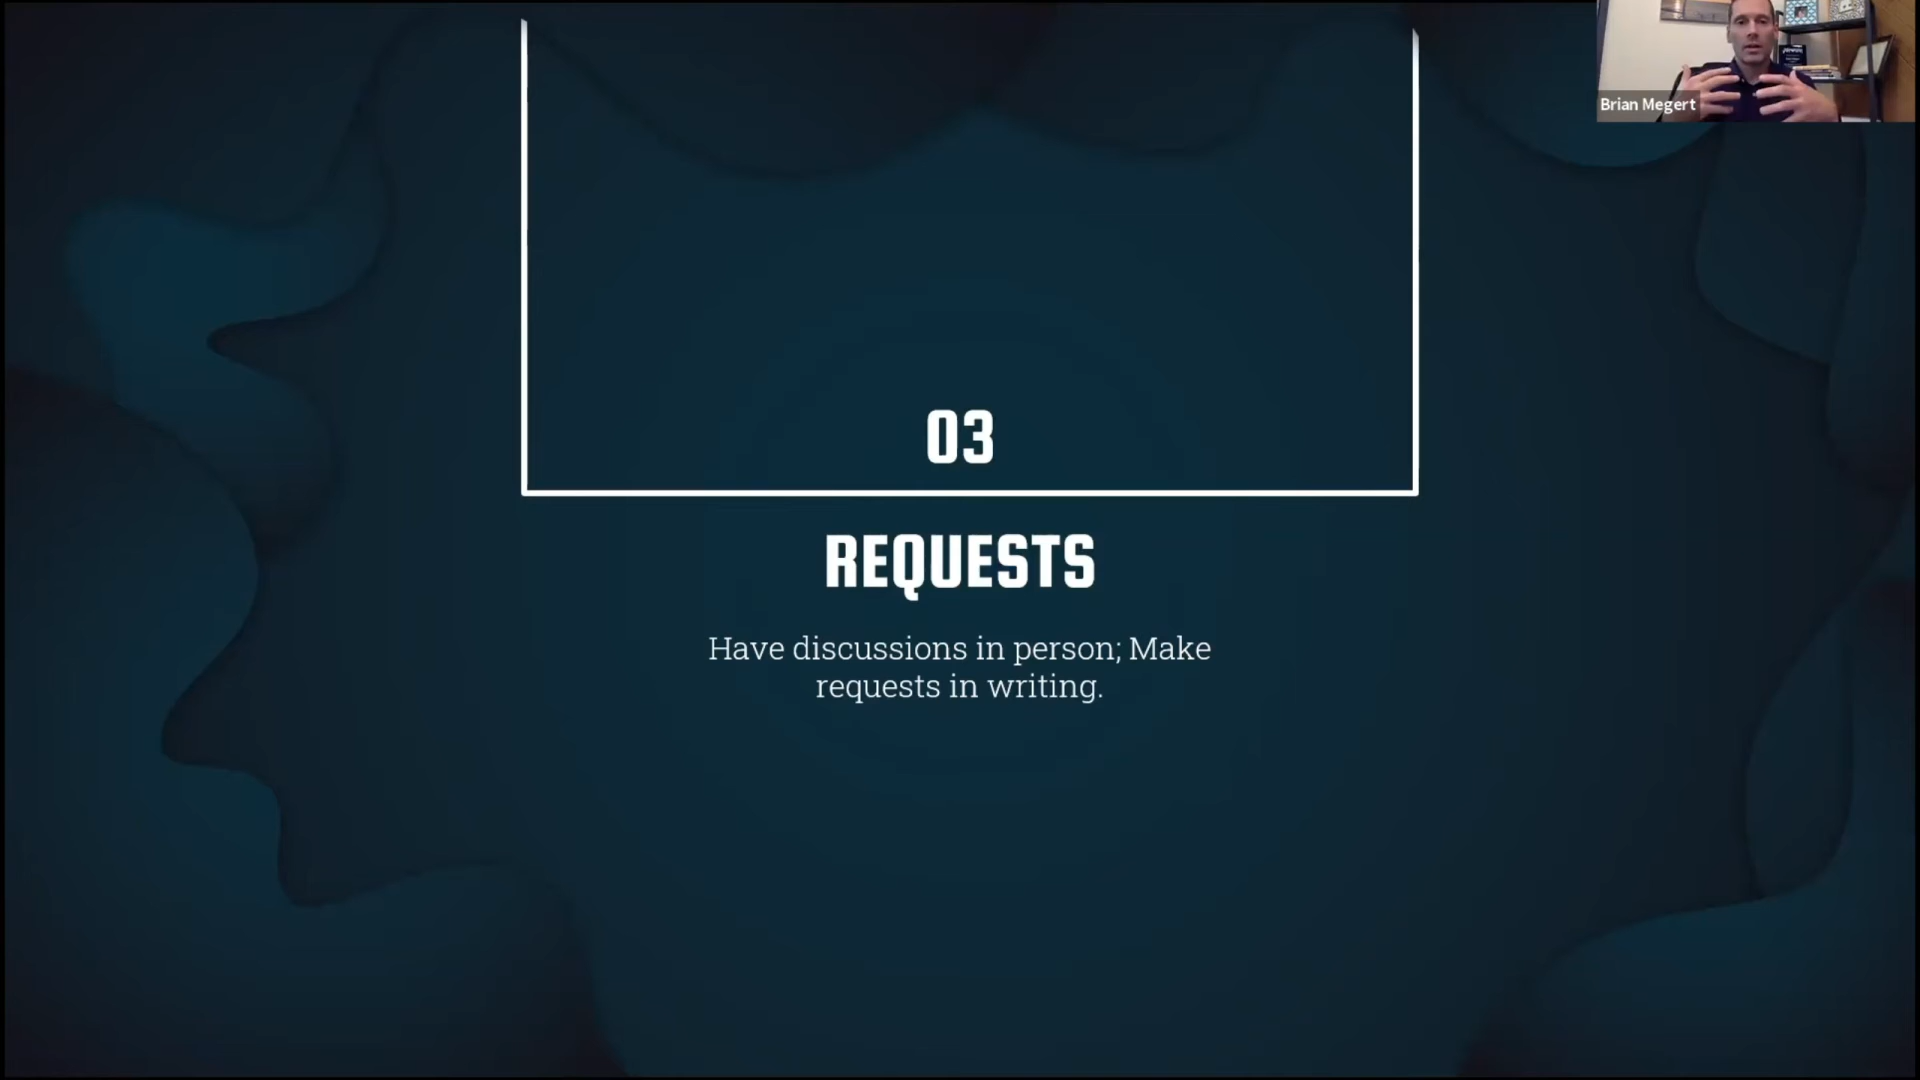 Brian Megert
03
REQUESTS
Have discussions in person; Make
requests in writing.